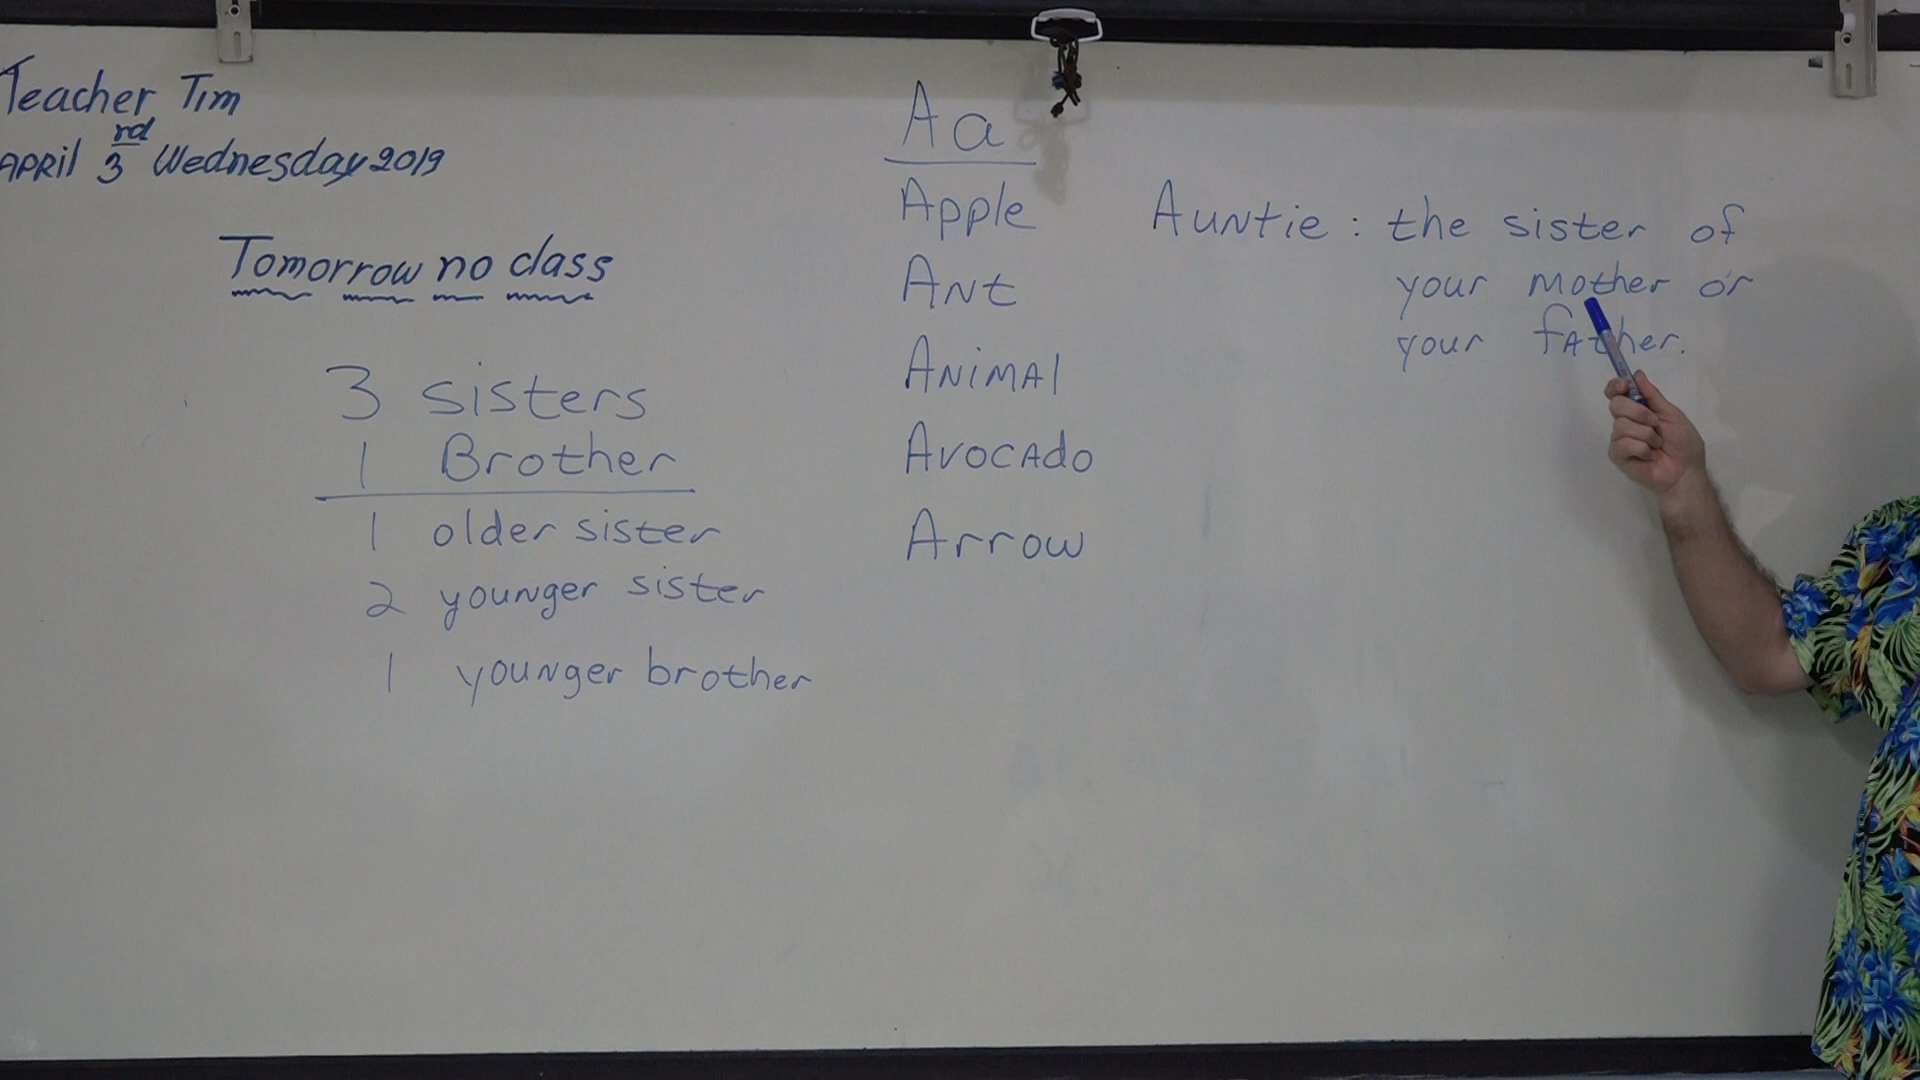 Teacher Tim
APRil 3rd Wednesday 2019
Tomorrow no class
3 sisters
1 Brother
1 older sister
2 younger sister
1 younger brother
Aa
Apple
Ant
Animal
Avocado
Arrow
Auntie : the sister of
your mother or
your father.